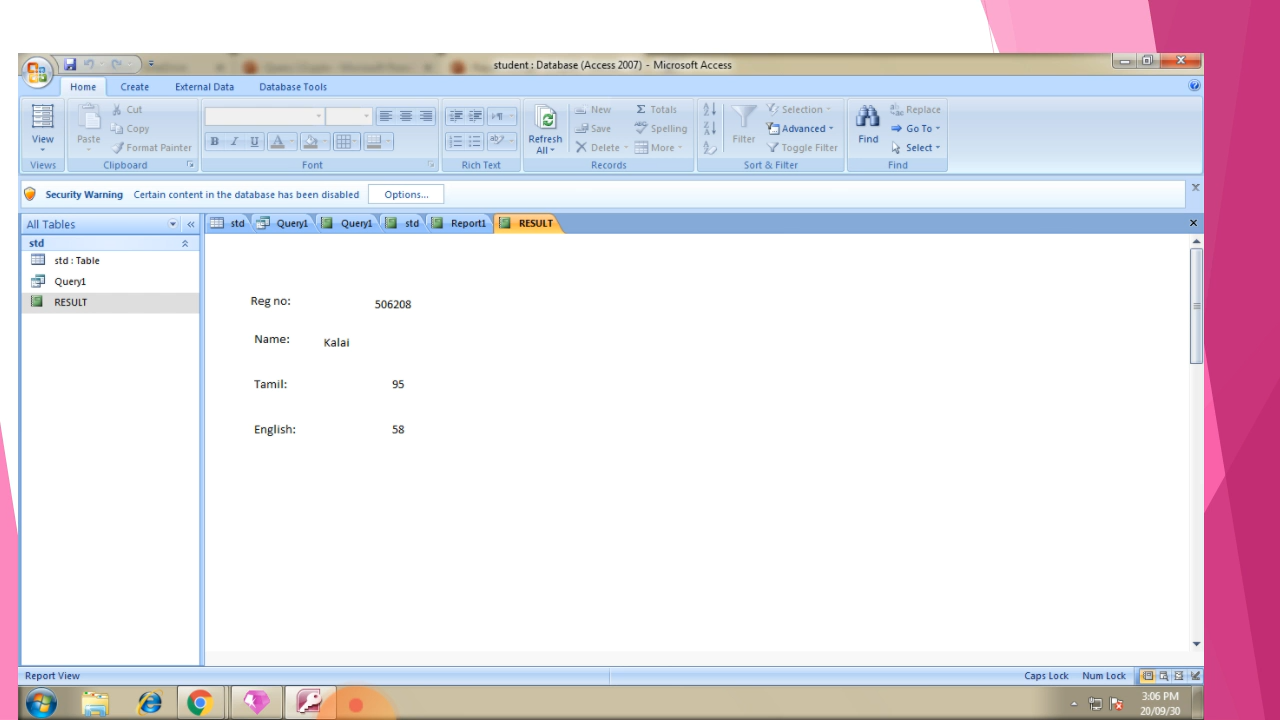 student : Database (Access 2007) - Microsoft Access
Home Create External Data Database Tools
View Paste Cut Copy Format Painter
B I U A
Refresh All New Save Delete Totals Spelling More
Filter Selection Advanced Toggle Filter
Find Replace Go To Select
Views Clipboard Font Rich Text Records Sort & Filter Find
Security Warning Certain content in the database has been disabled Options...
All Tables « std Query1 Query1 std Report1 RESULT
std
std : Table
Query1
RESULT
Reg no: 506208
Name: Kalai
Tamil: 95
English: 58
Report View Caps Lock Num Lock
3:06 PM
20/09/30